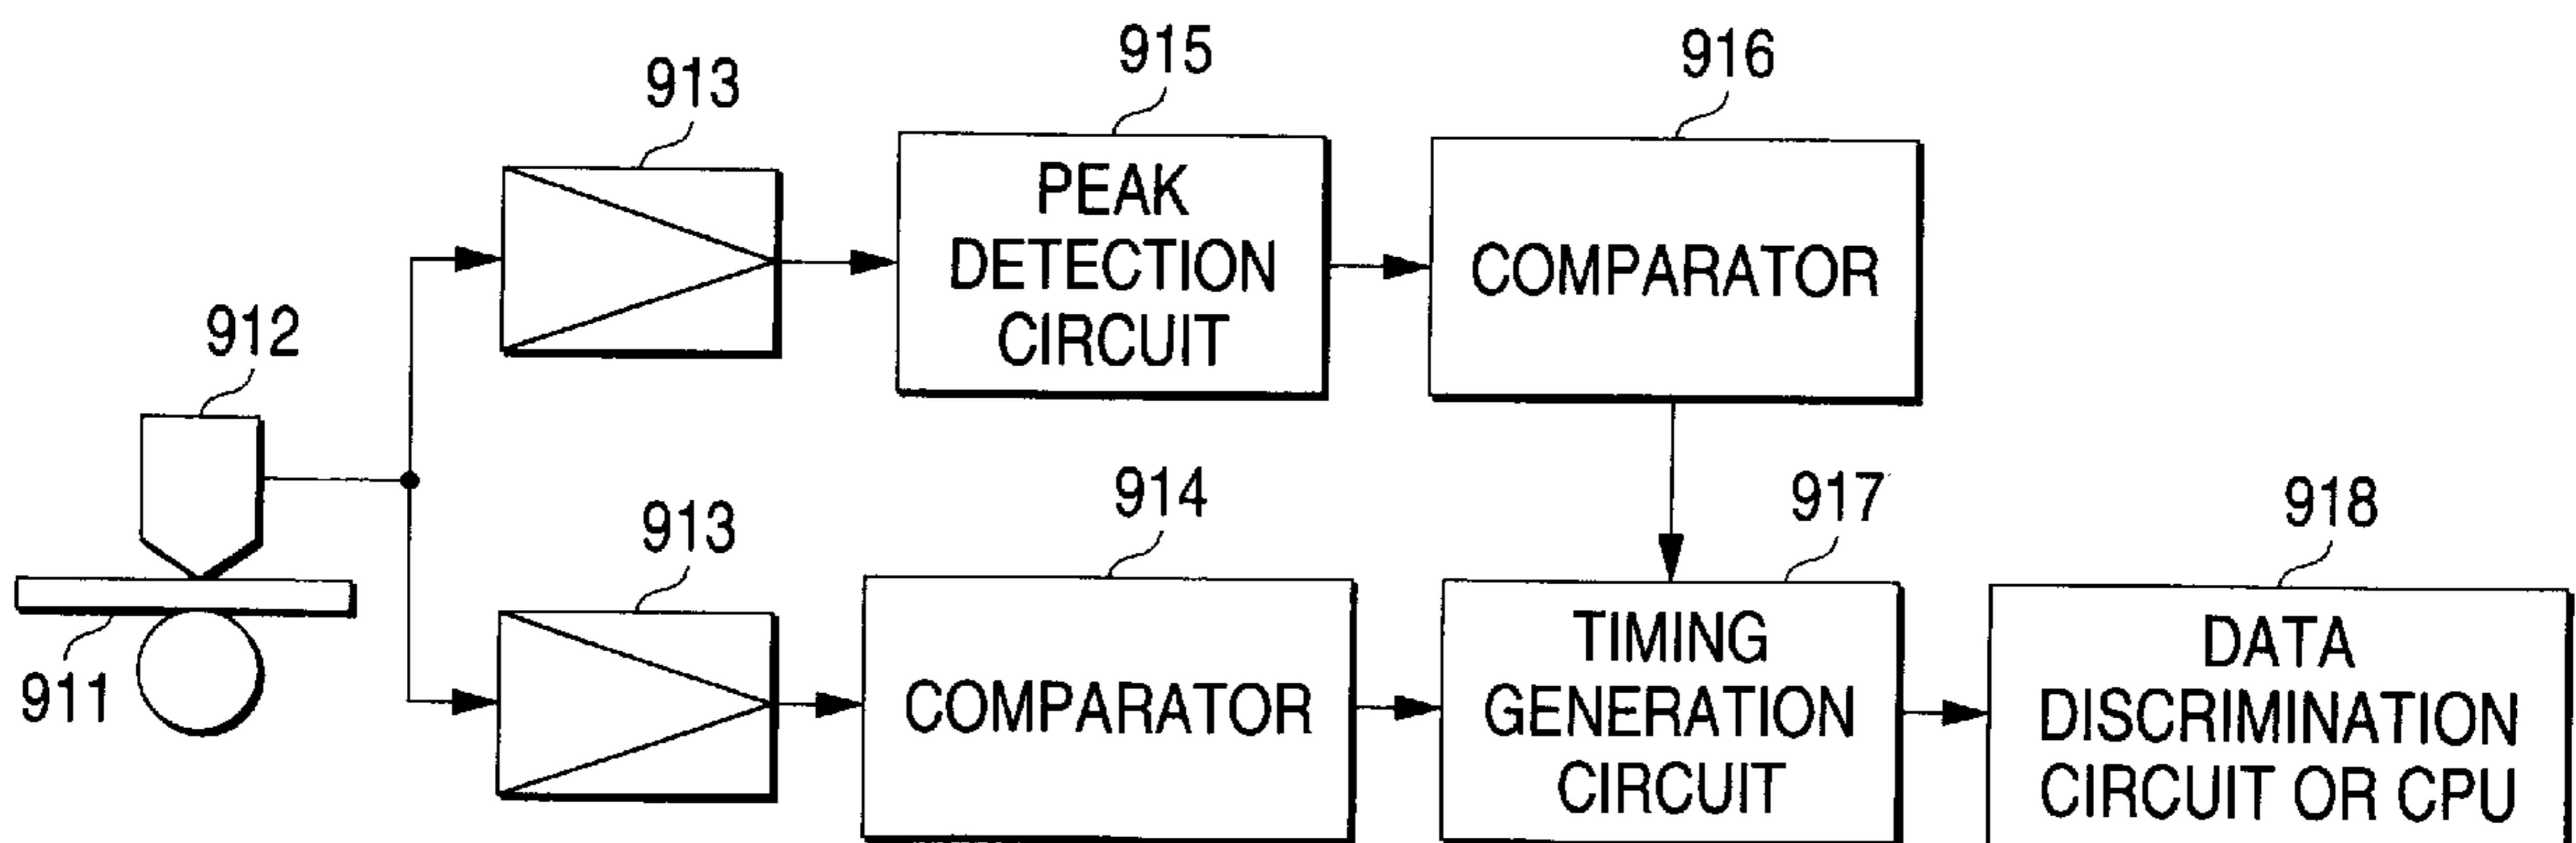 915
916
913
PEAK
DETECTION
CIRCUIT
COMPARATOR
912
914
917
918
913
911
COMPARATOR
TIMING
GENERATION
CIRCUIT
DATA
DISCRIMINATION
CIRCUIT OR CPU